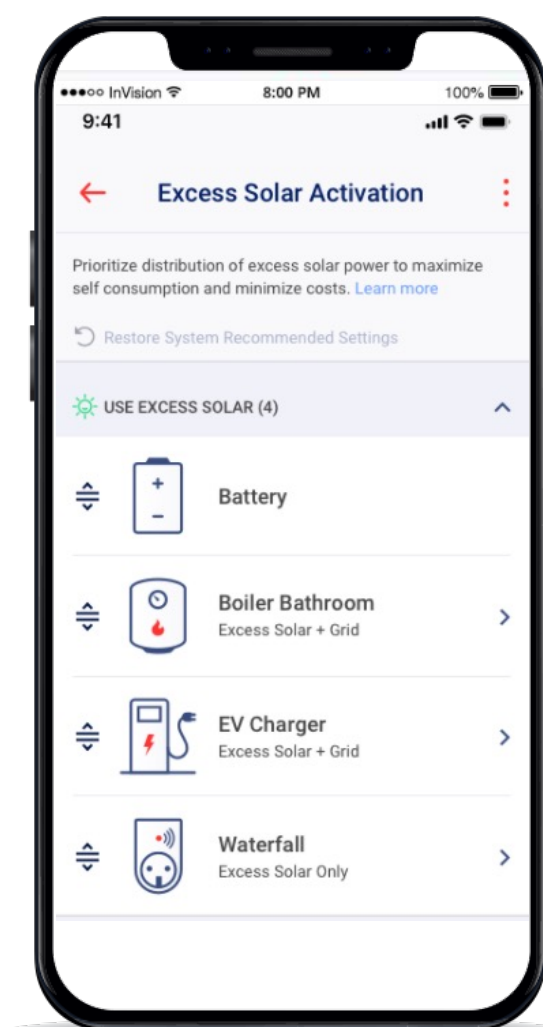 ●●●○○ InVision 8:00 PM 100%
9:41
Excess Solar Activation
Prioritize distribution of excess solar power to maximize
self consumption and minimize costs. Learn more
Restore System Recommended Settings
USE EXCESS SOLAR (4)
Battery
Boiler Bathroom
Excess Solar + Grid
EV Charger
Excess Solar + Grid
Waterfall
Excess Solar Only